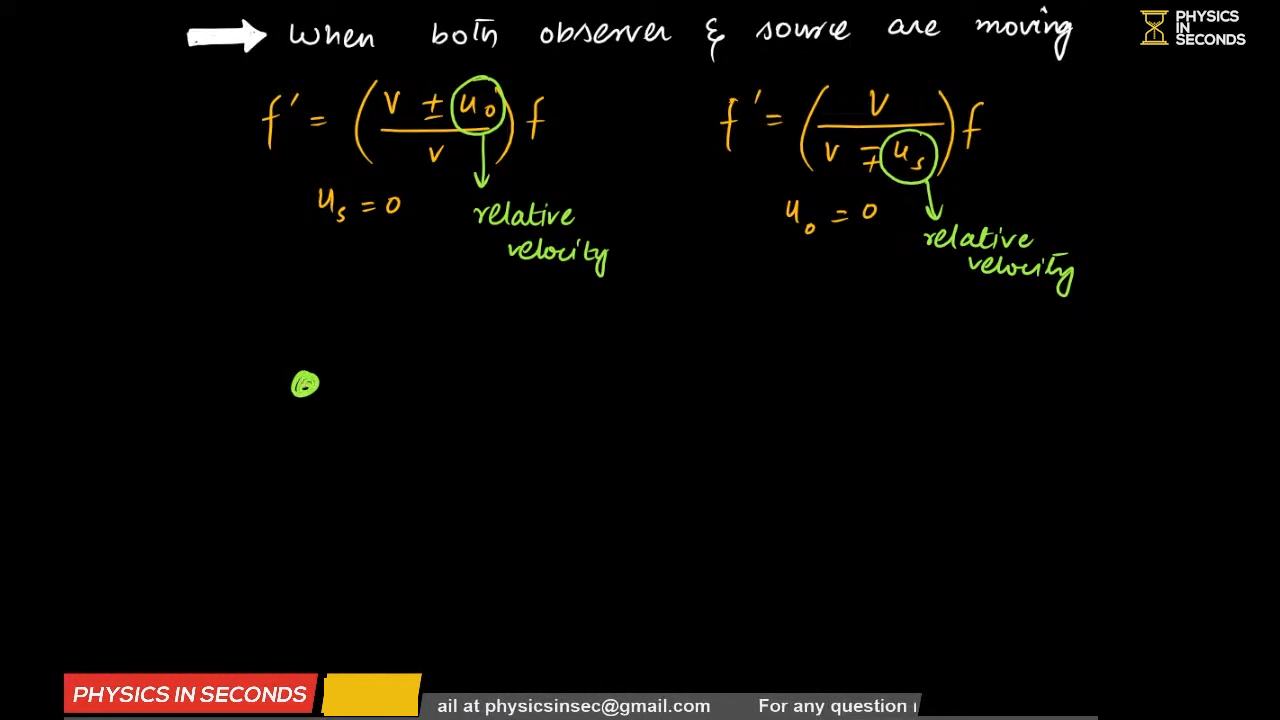 When both observer & source are moving
PHYSICS
IN
SECONDS
f' = (v ± u₀ / v) f
f' = (v / v ∓ uₛ) f
uₛ = 0
u₀ = 0
relative
velocity
relative
velocity
PHYSICS IN SECONDS
ail at physicsinsec@gmail.com For any question